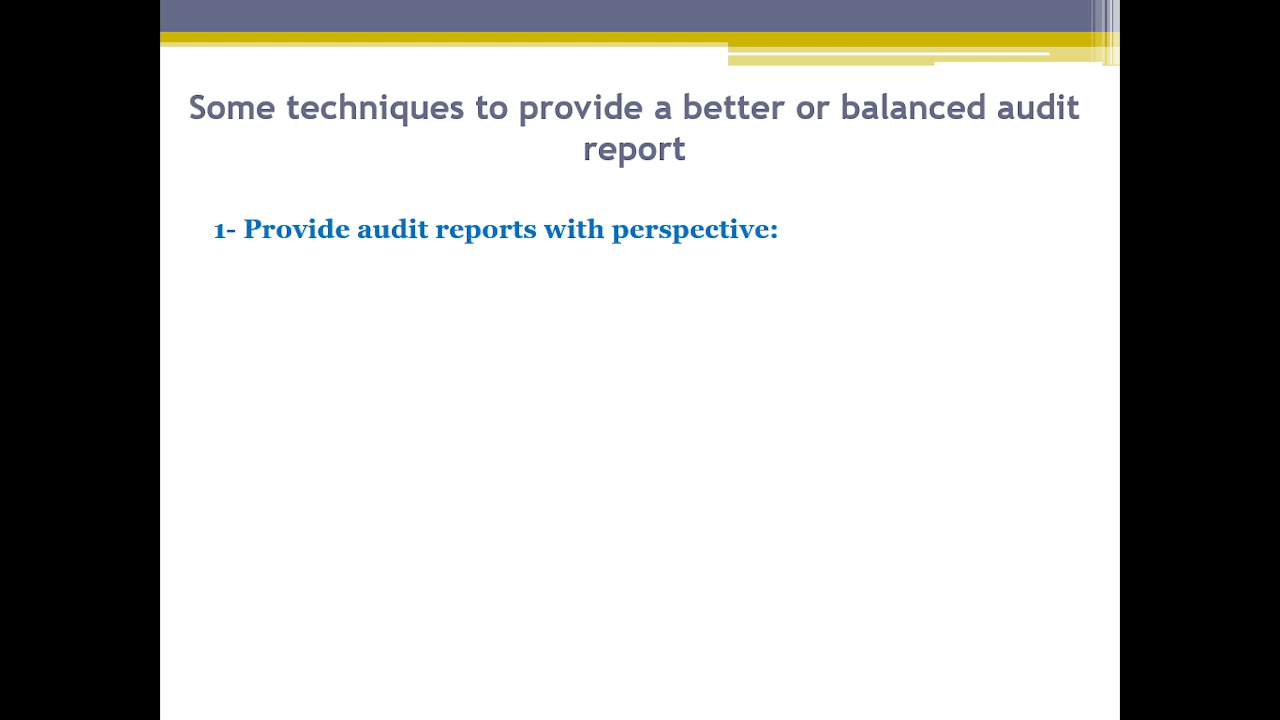 Some techniques to provide a better or balanced audit
report
1- Provide audit reports with perspective: